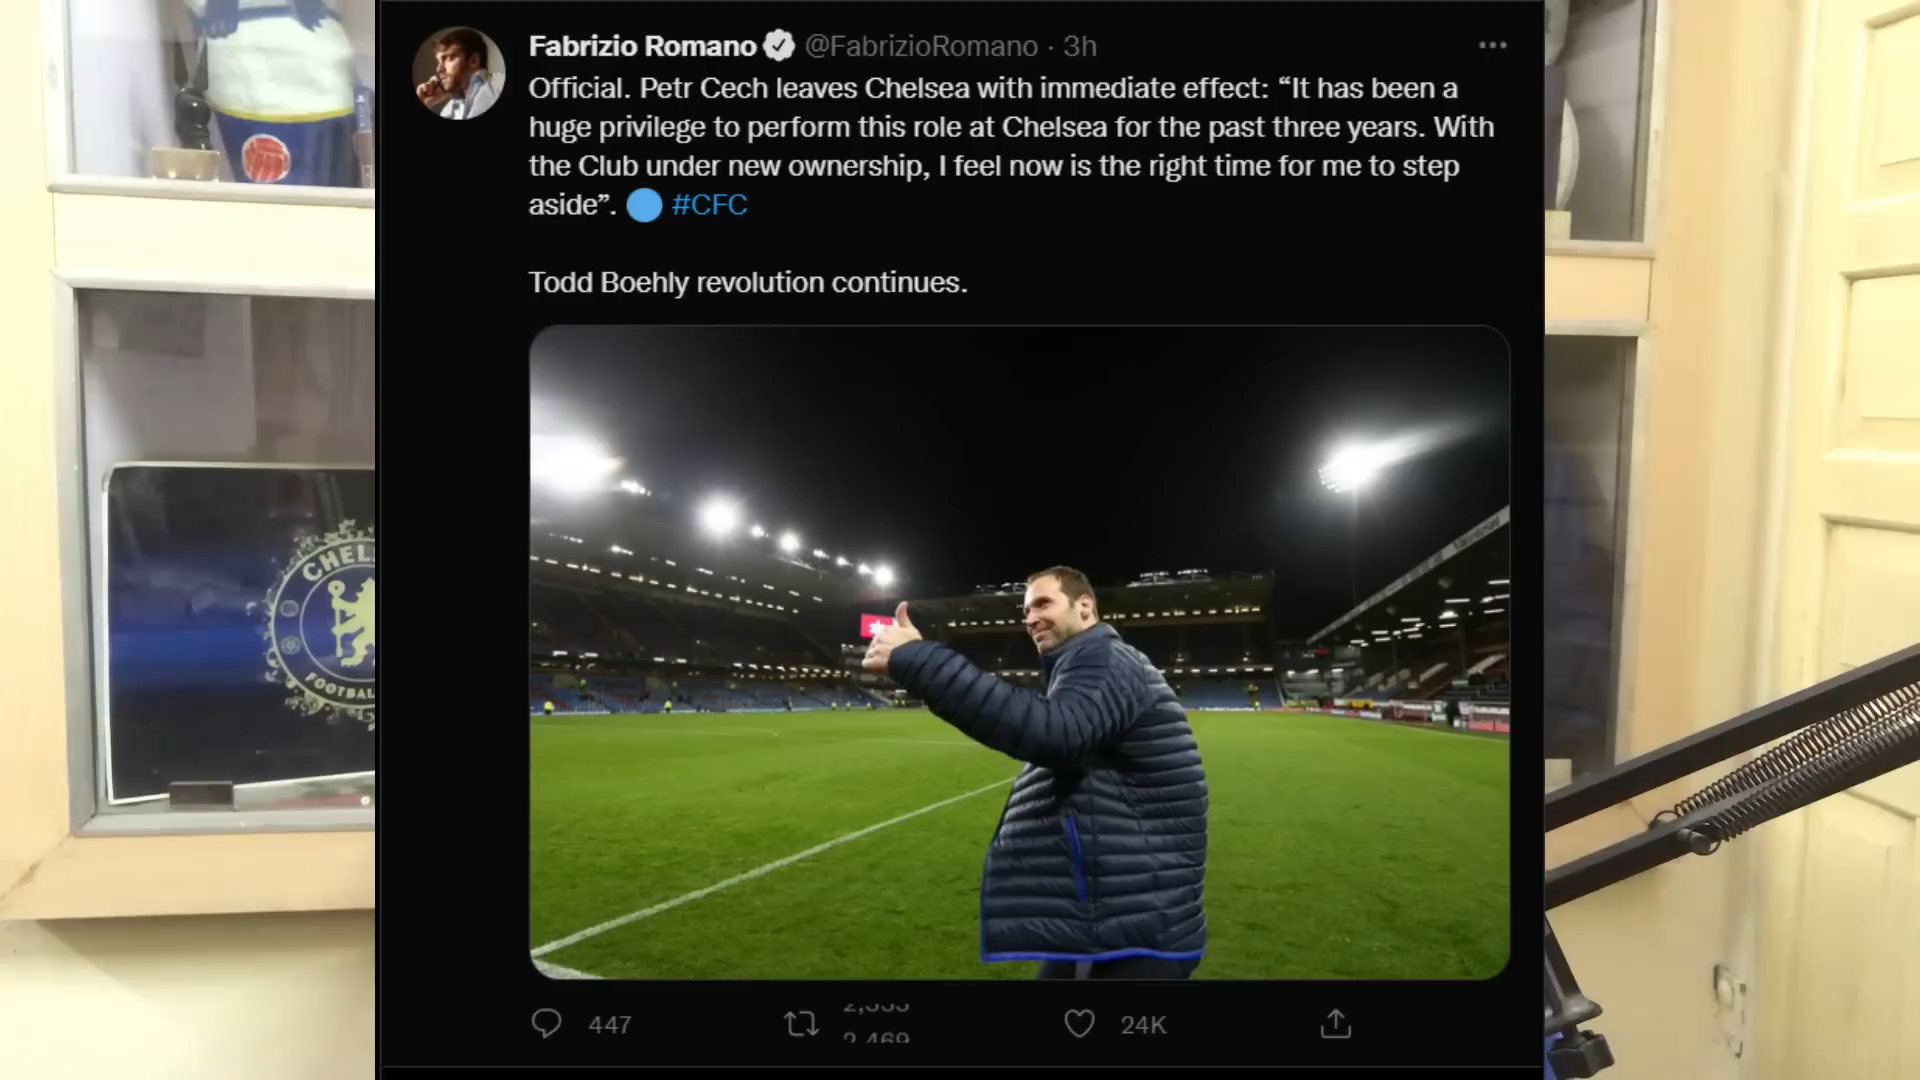 Fabrizio Romano @FabrizioRomano · 3h
Official. Petr Cech leaves Chelsea with immediate effect: “It has been a
huge privilege to perform this role at Chelsea for the past three years. With
the Club under new ownership, I feel now is the right time for me to step
aside”. #CFC
Todd Boehly revolution continues.
CHEL
FOOTBAL
447
24K